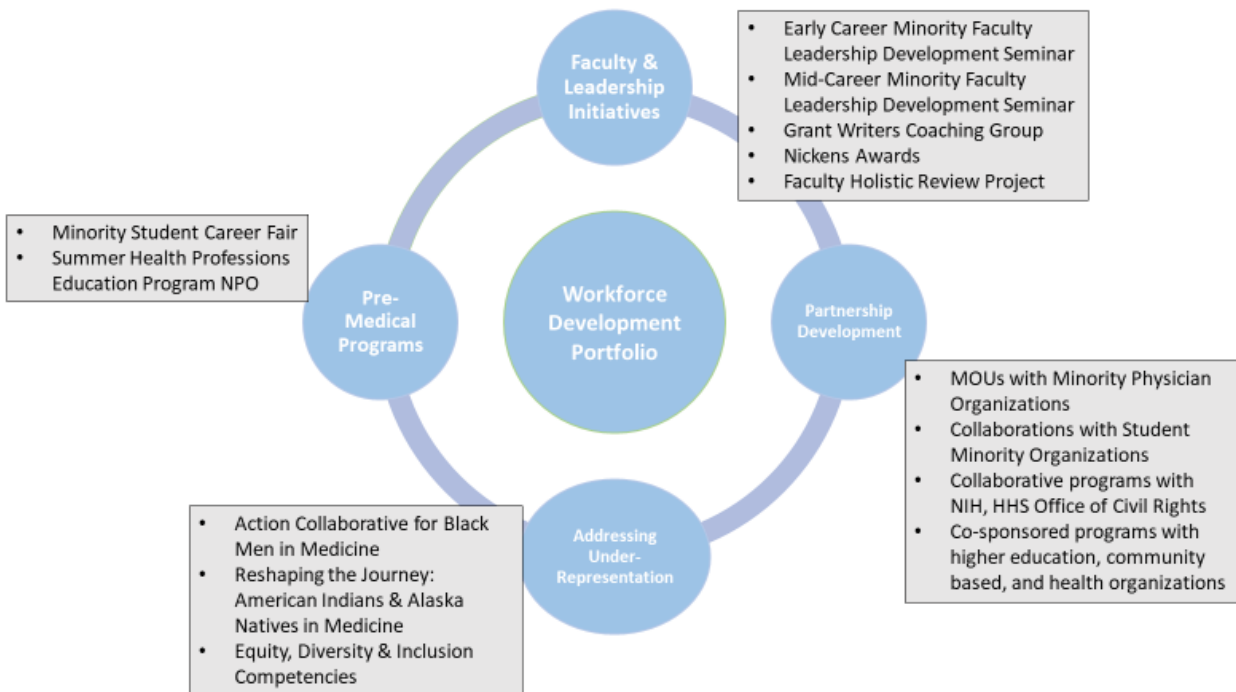 Faculty &
Leadership
Initiatives
• Early Career Minority Faculty
Leadership Development Seminar
• Mid-Career Minority Faculty
Leadership Development Seminar
• Grant Writers Coaching Group
• Nickens Awards
• Faculty Holistic Review Project
• Minority Student Career Fair
• Summer Health Professions
Education Program NPO
Pre-
Medical
Programs
Workforce
Development
Portfolio
Partnership
Development
• MOUs with Minority Physician
Organizations
• Collaborations with Student
Minority Organizations
• Collaborative programs with
NIH, HHS Office of Civil Rights
• Co-sponsored programs with
higher education, community
based, and health organizations
Addressing
Under-
Representation
• Action Collaborative for Black
Men in Medicine
• Reshaping the Journey:
American Indians & Alaska
Natives in Medicine
• Equity, Diversity & Inclusion
Competencies